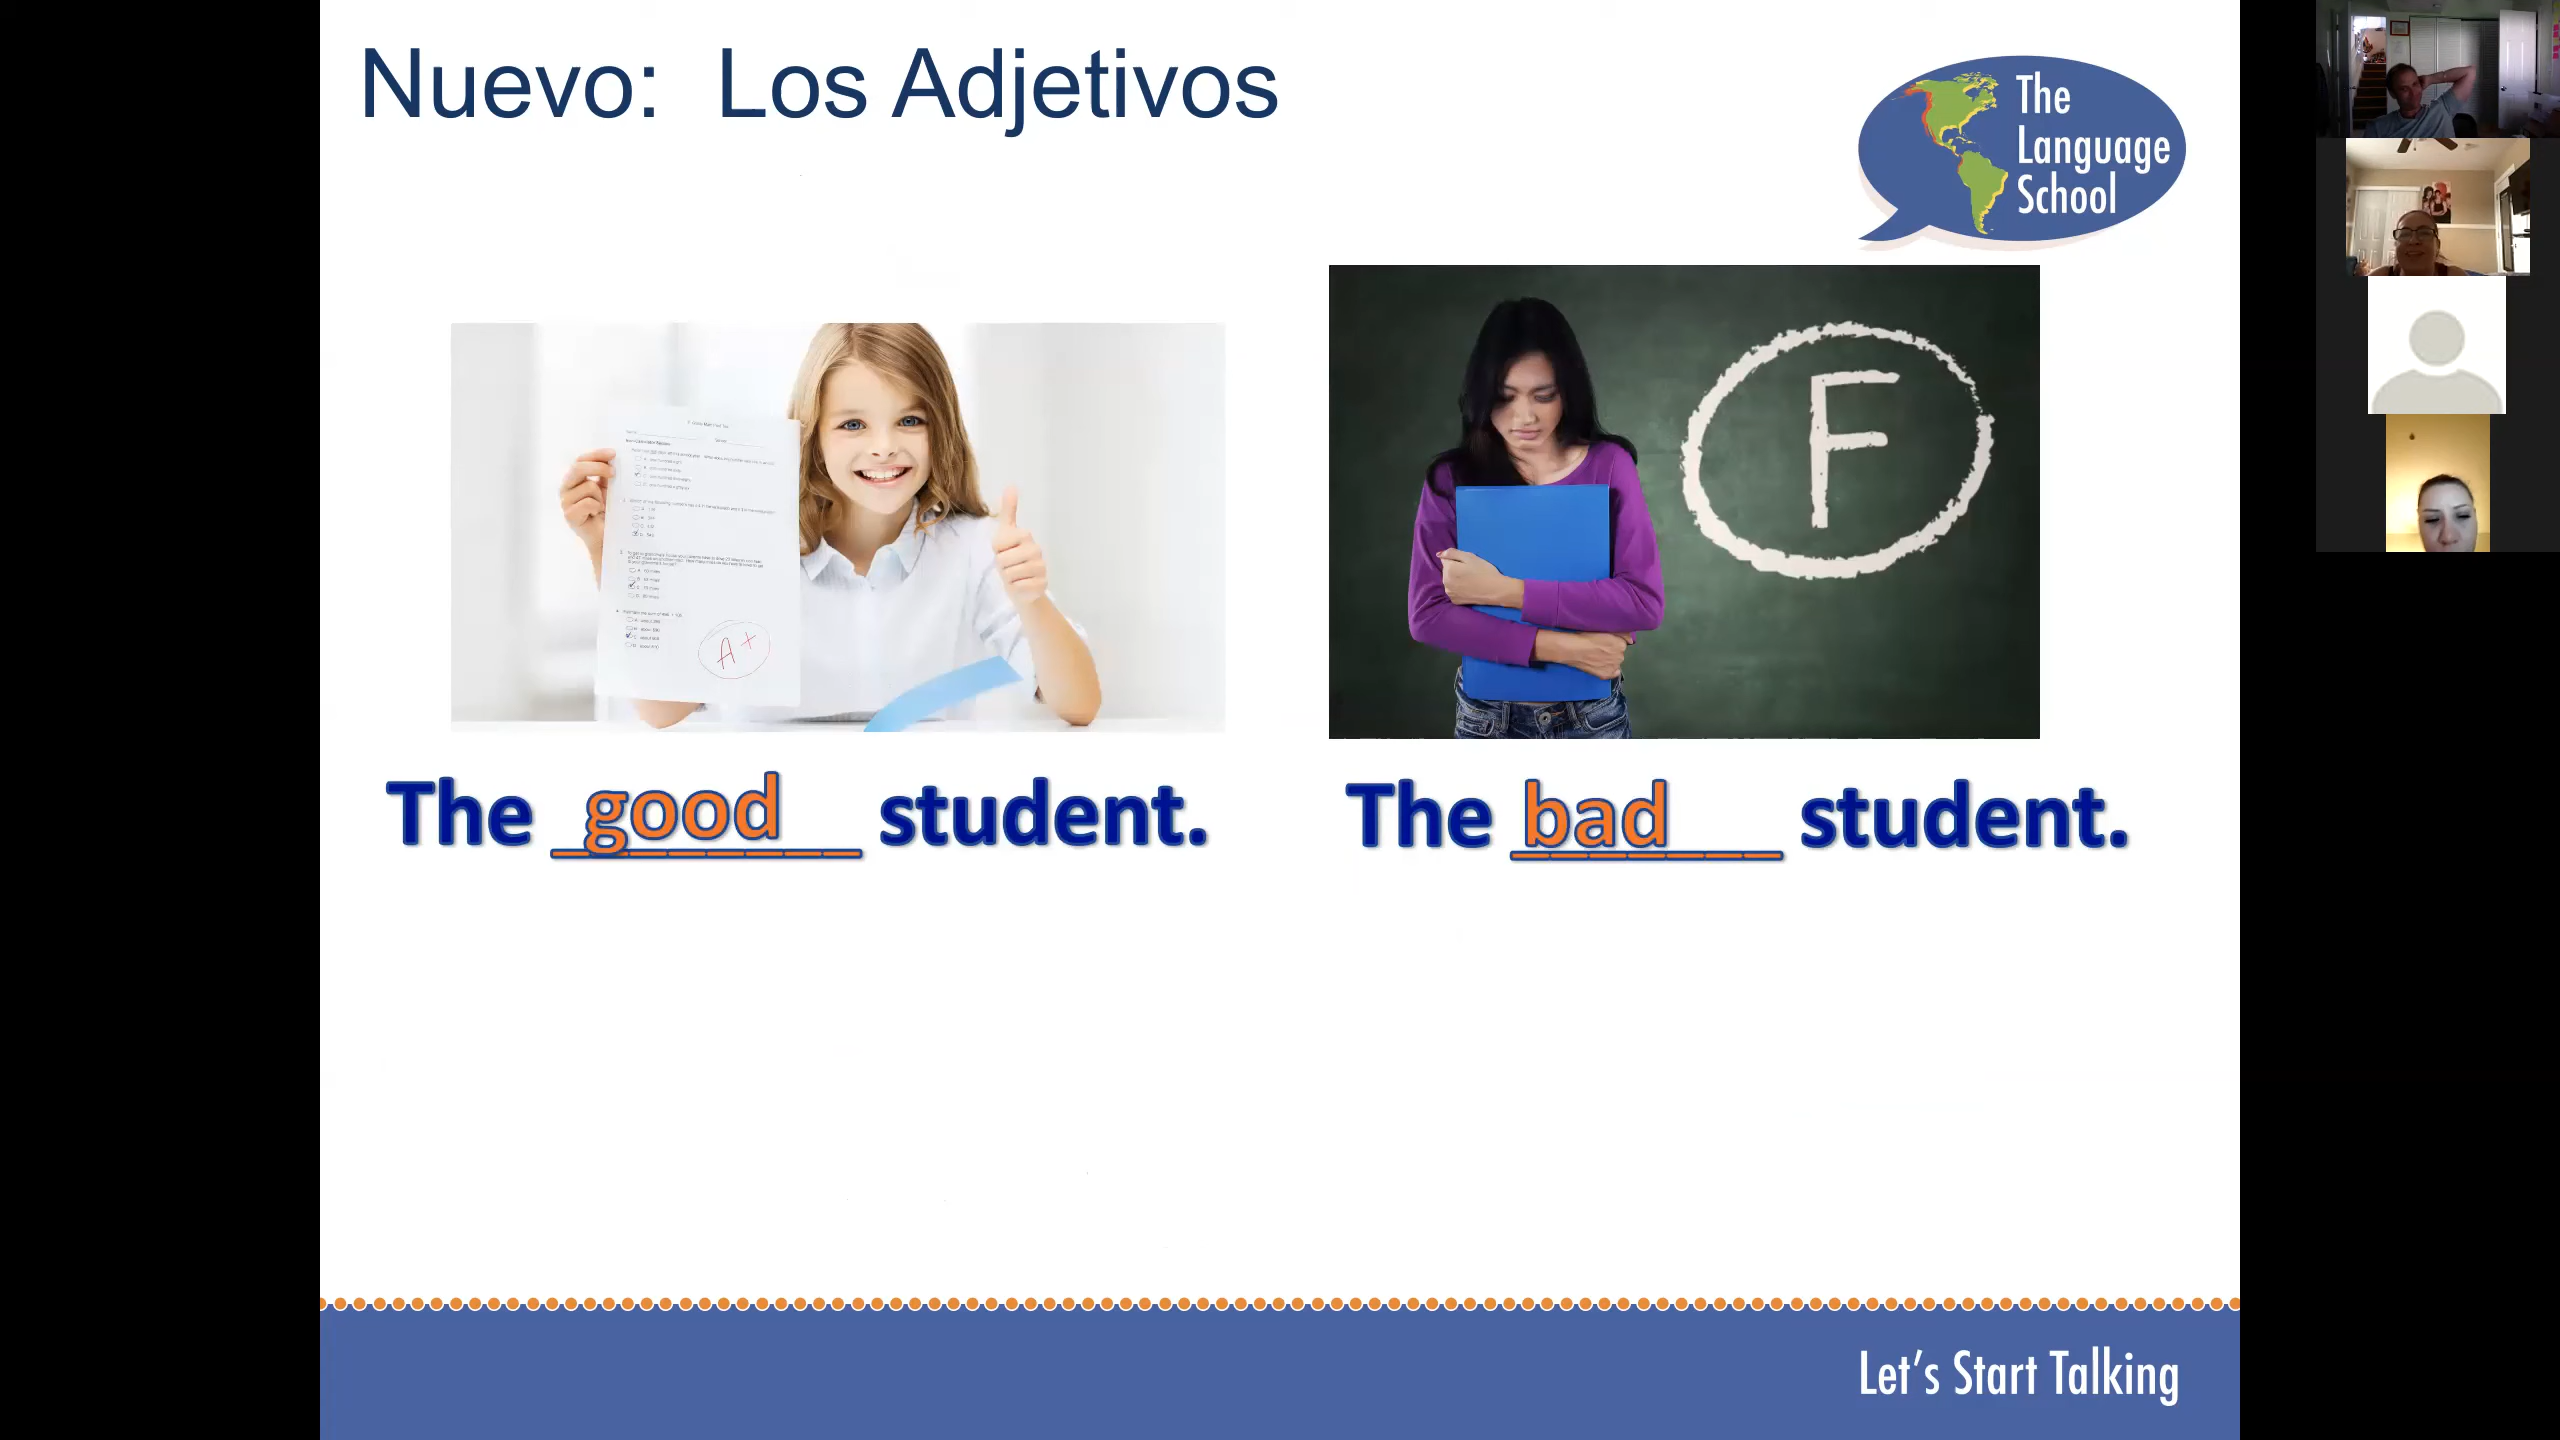 Nuevo:  Los Adjetivos
The
Language
School
A+
F
The good student.
The bad student.
Let's Start Talking